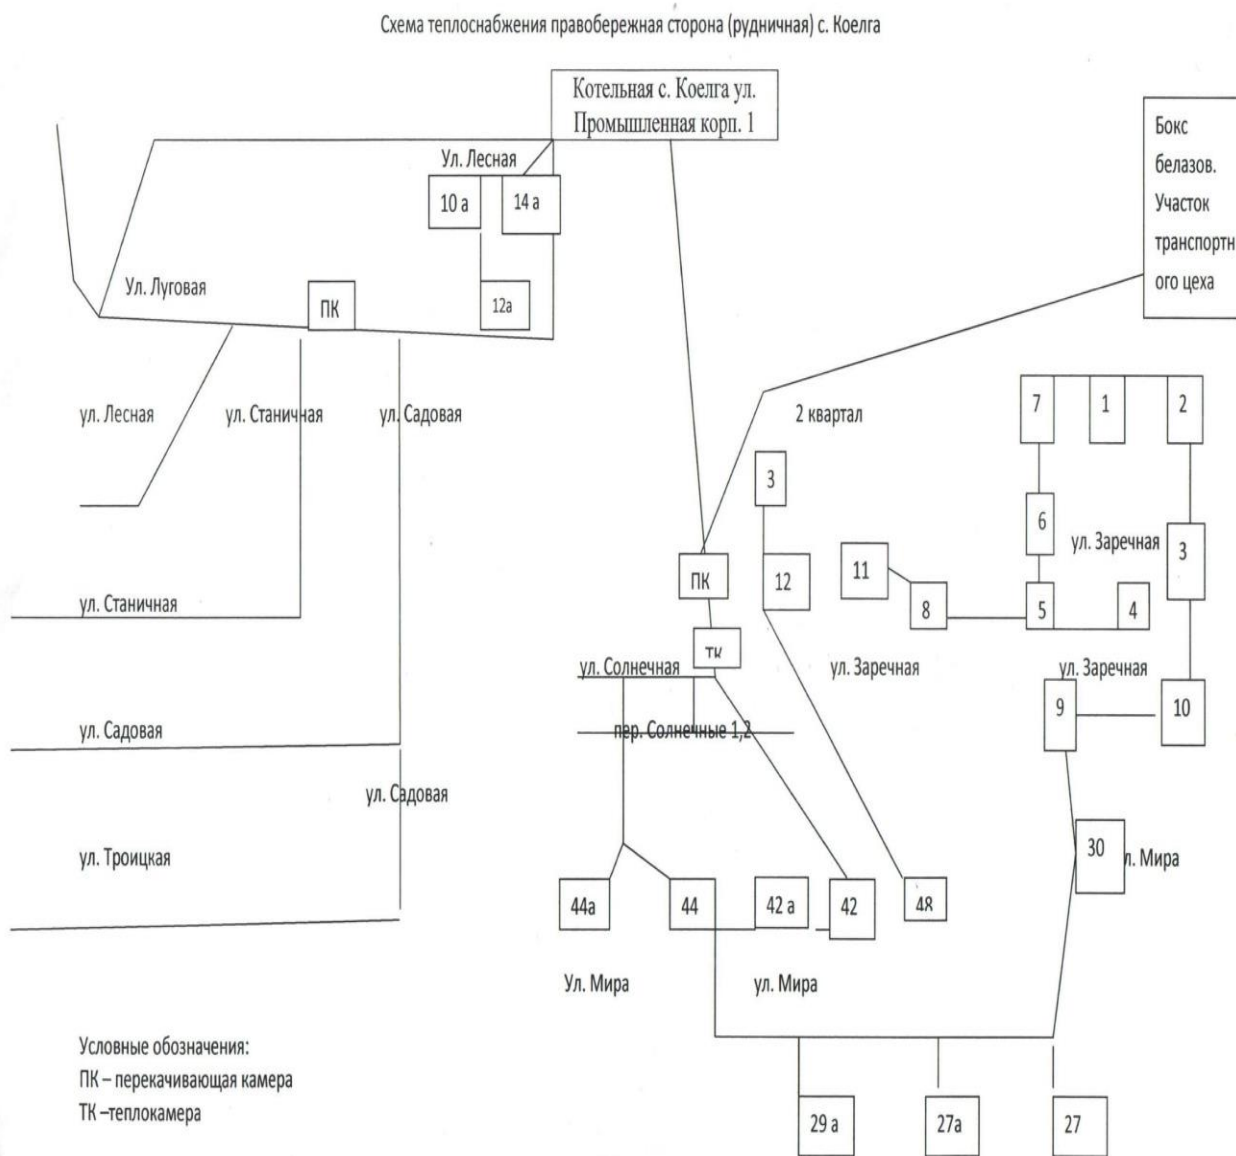 Схема теплоснабжения правобережная сторона (рудничная) с. Коелга
Котельная с. Коелга ул.
Промышленная корп. 1
Бокс
белазов.
Участок
транспортн
ого цеха
Ул. Лесная
10 а
14 а
Ул. Луговая
ПК
12а
ул. Лесная
ул. Станичная
ул. Садовая
2 квартал
7
1
2
3
6
ул. Заречная
3
ПК
12
11
8
5
4
ул. Станичная
ТК
ул. Солнечная
ул. Заречная
ул. Заречная
9
10
ул. Садовая
пер. Солнечные 1,2
ул. Садовая
ул. Троицкая
30
л. Мира
44а
44
42 а
42
48
Ул. Мира
ул. Мира
Условные обозначения:
ПК – перекачивающая камера
ТК –теплокамера
29 а
27а
27